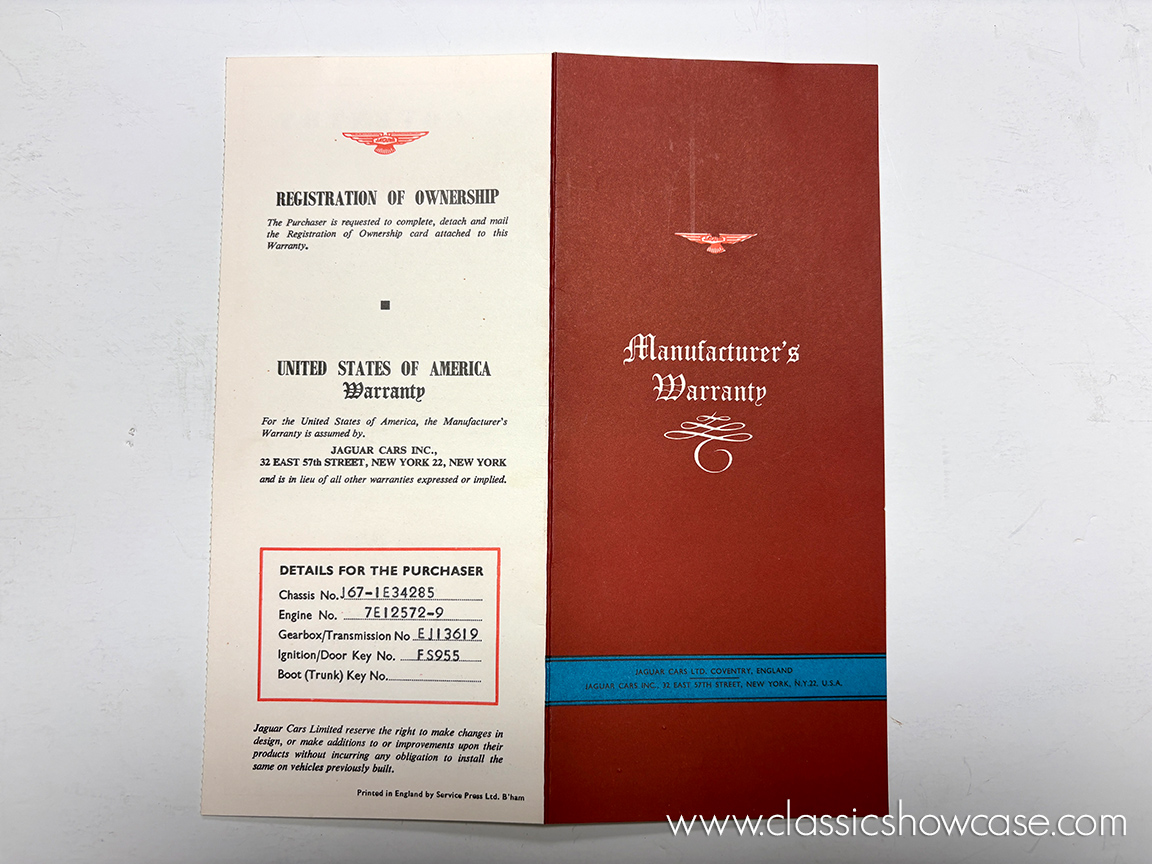 REGISTRATION OF OWNERSHIP
The Purchaser is requested to complete, detach and mail
the Registration of Ownership card attached to this
Warranty.
UNITED STATES OF AMERICA
Warranty
For the United States of America, the Manufacturer's
Warranty is assumed by.
JAGUAR CARS INC.,
32 EAST 57th STREET, NEW YORK 22, NEW YORK
and is in lieu of all other warranties expressed or implied.
DETAILS FOR THE PURCHASER
Chassis No. J67-1E34285
Engine No. 7E12572-9
Gearbox/Transmission No EJ13619
Ignition/Door Key No. FS955
Boot (Trunk) Key No.
Jaguar Cars Limited reserve the right to make changes in
design, or make additions to or improvements upon their
products without incurring any obligation to install the
same on vehicles previously built.
Printed in England by Service Press Ltd. B'ham
Manufacturer's
Warranty
JAGUAR CARS LTD. COVENTRY, ENGLAND
JAGUAR CARS INC., 32 EAST 57TH STREET, NEW YORK, N.Y.22, U.S.A.
www.classicshowcase.com